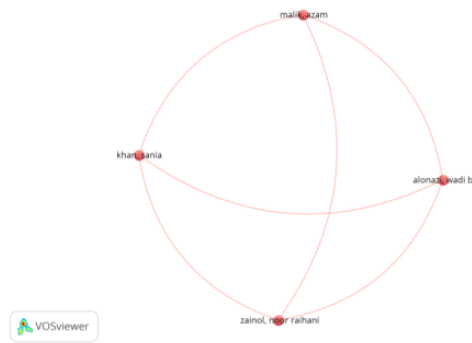 malik, azam
khan, sania
alonazi, wadi b
zainol, noor raihani
VOSviewer